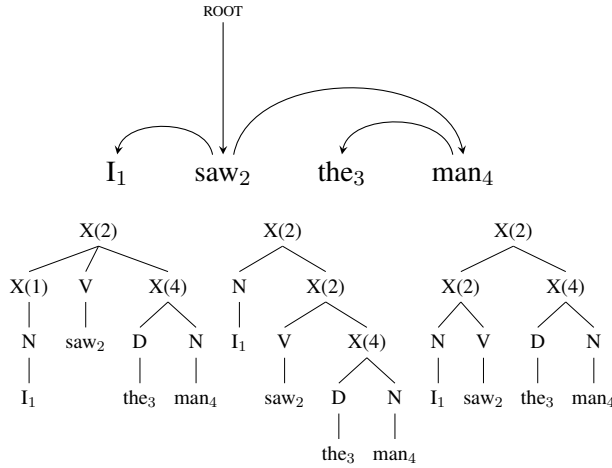 ROOT
I₁ saw₂ the₃ man₄
X(2) X(2) X(2)
X(1) V X(4) N X(2) X(2) X(4)
N saw₂ D N I₁ V X(4) N V D N
I₁ the₃ man₄ saw₂ D N I₁ saw₂ the₃ man₄
the₃ man₄